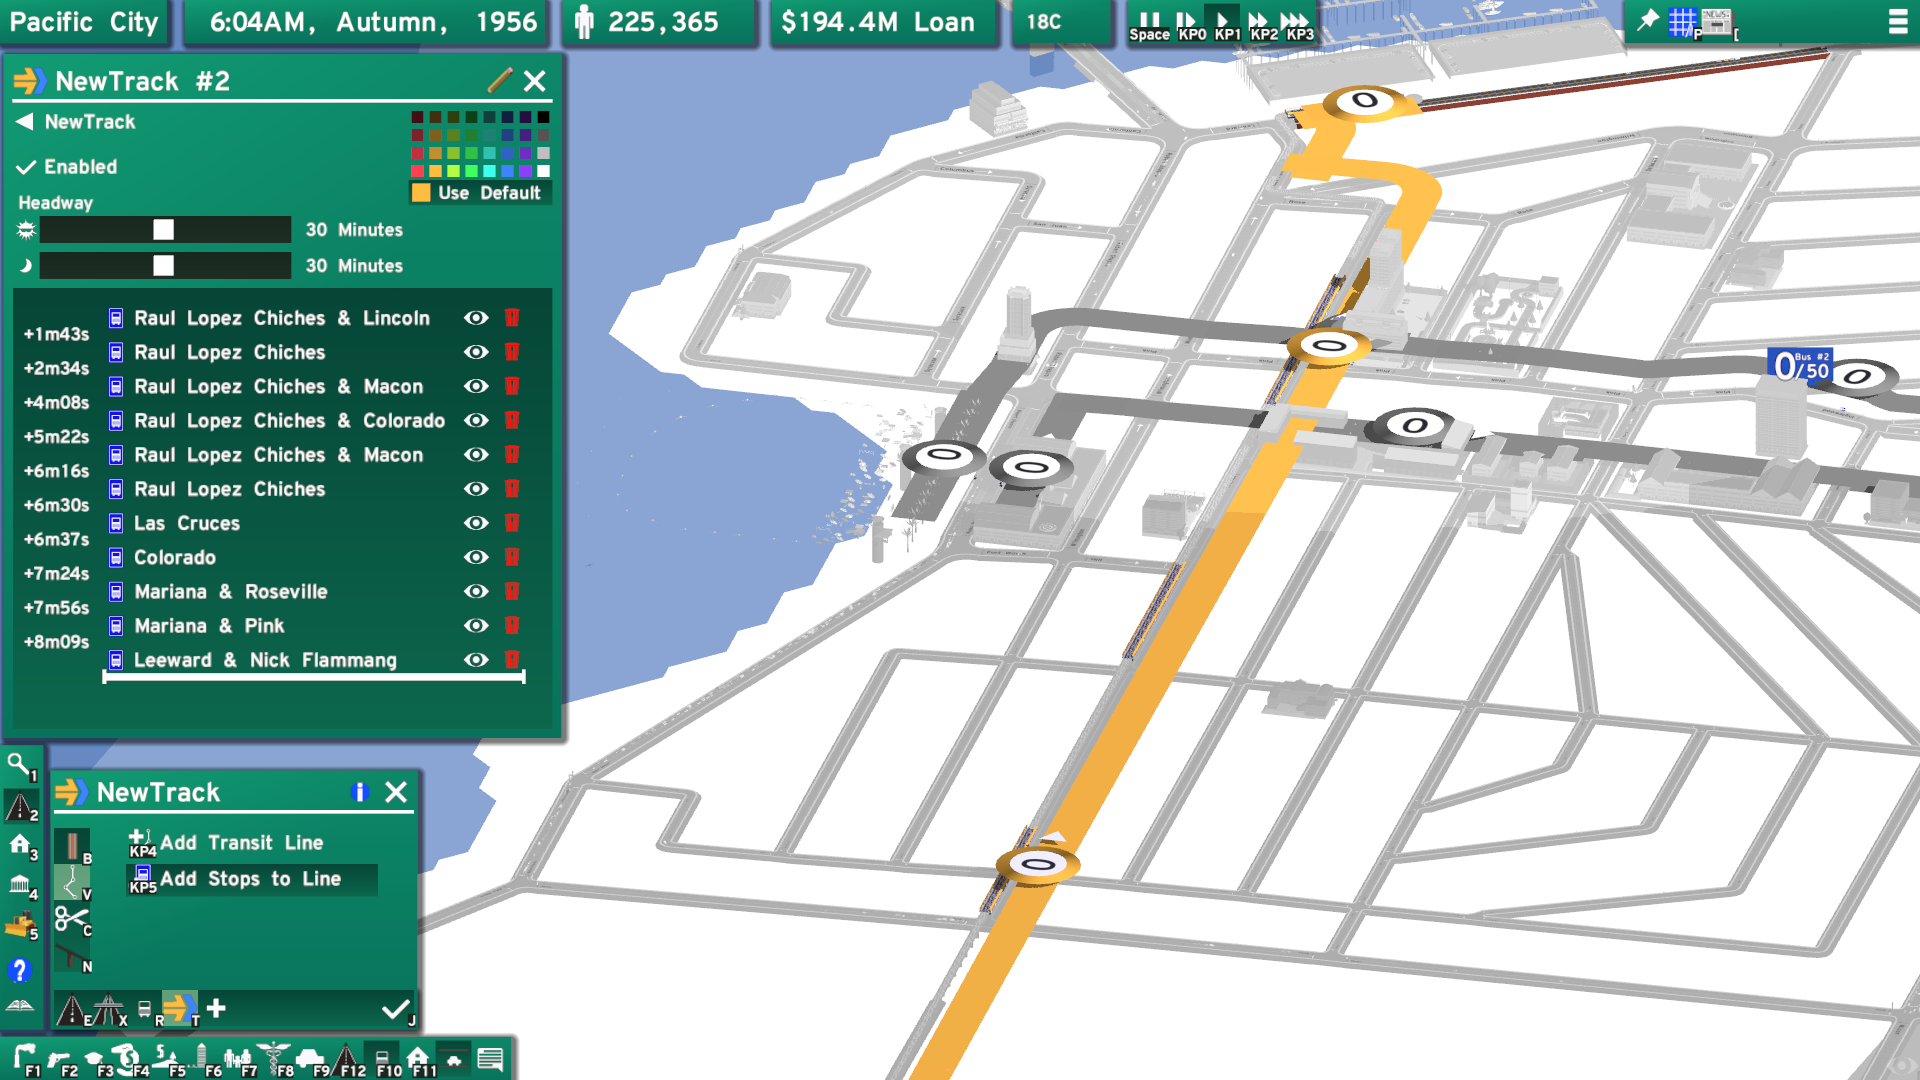 Pacific City
6:04AM, Autumn, 1956
225,365
$194.4M Loan
18C
Space KP0 KP1 KP2 KP3
P [
NewTrack #2
NewTrack
Enabled
Use Default
Headway
30 Minutes
30 Minutes
Raul Lopez Chiches & Lincoln
+1m43s
Raul Lopez Chiches
+2m34s
Raul Lopez Chiches & Macon
+4m08s
Raul Lopez Chiches & Colorado
+5m22s
Raul Lopez Chiches & Macon
+6m16s
Raul Lopez Chiches
+6m30s
Las Cruces
+6m37s
Colorado
+7m24s
Mariana & Roseville
+7m56s
Mariana & Pink
+8m09s
Leeward & Nick Flammang
NewTrack
KP4 Add Transit Line
KP5 Add Stops to Line
B
V
C
N
E X R T J
1
2
3
4
5
?
F1 F2 F3 F4 F5 F6 F7 F8 F9 F12 F10 F11
0
0
0
0
0
0
0
0/50
Bus #2
NEWS